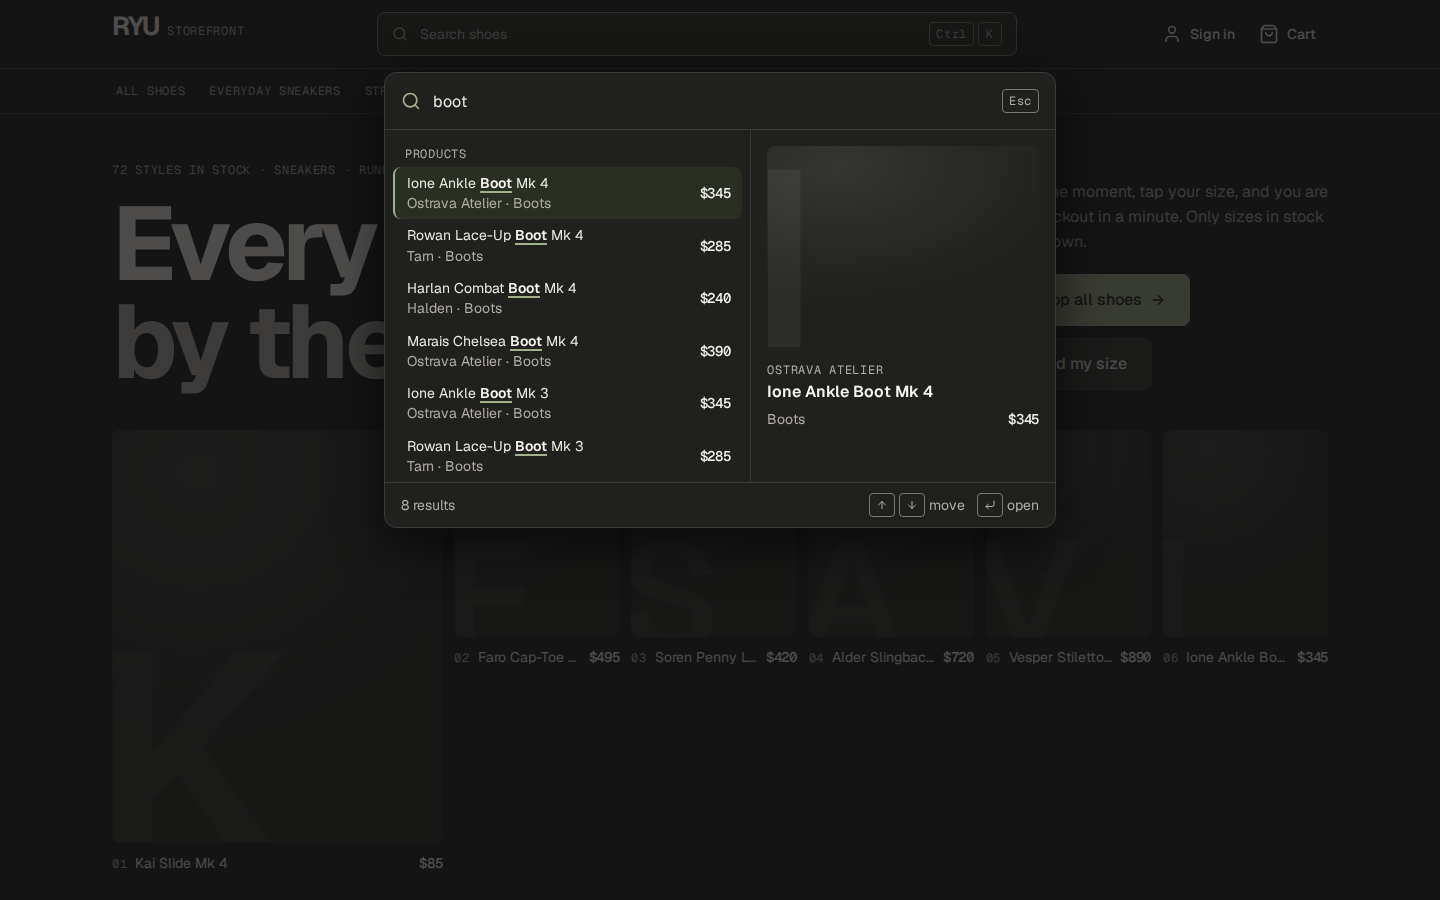 RYU STOREFRONT
Search shoes
Ctrl K
Sign in
Cart
ALL SHOES
EVERYDAY SNEAKERS
boot
Esc
72 STYLES IN STOCK · SNEAKERS ·
Every
by the
PRODUCTS
Ione Ankle Boot Mk 4
Ostrava Atelier · Boots
$345
Rowan Lace-Up Boot Mk 4
Tarn · Boots
$285
Harlan Combat Boot Mk 4
Halden · Boots
$240
Marais Chelsea Boot Mk 4
Ostrava Atelier · Boots
$390
Ione Ankle Boot Mk 3
Ostrava Atelier · Boots
$345
Rowan Lace-Up Boot Mk 3
Tarn · Boots
$285
OSTRAVA ATELIER
Ione Ankle Boot Mk 4
Boots
$345
8 results
move
open
moment, tap your size, and you are
in a minute. Only sizes in stock
all shoes
my size
K
F
S
A
V
I
01 Kai Slide Mk 4 $85
02 Faro Cap-Toe ... $495
03 Soren Penny L... $420
04 Alder Slingbac... $720
05 Vesper Stiletto... $890
06 Ione Ankle Bo... $345